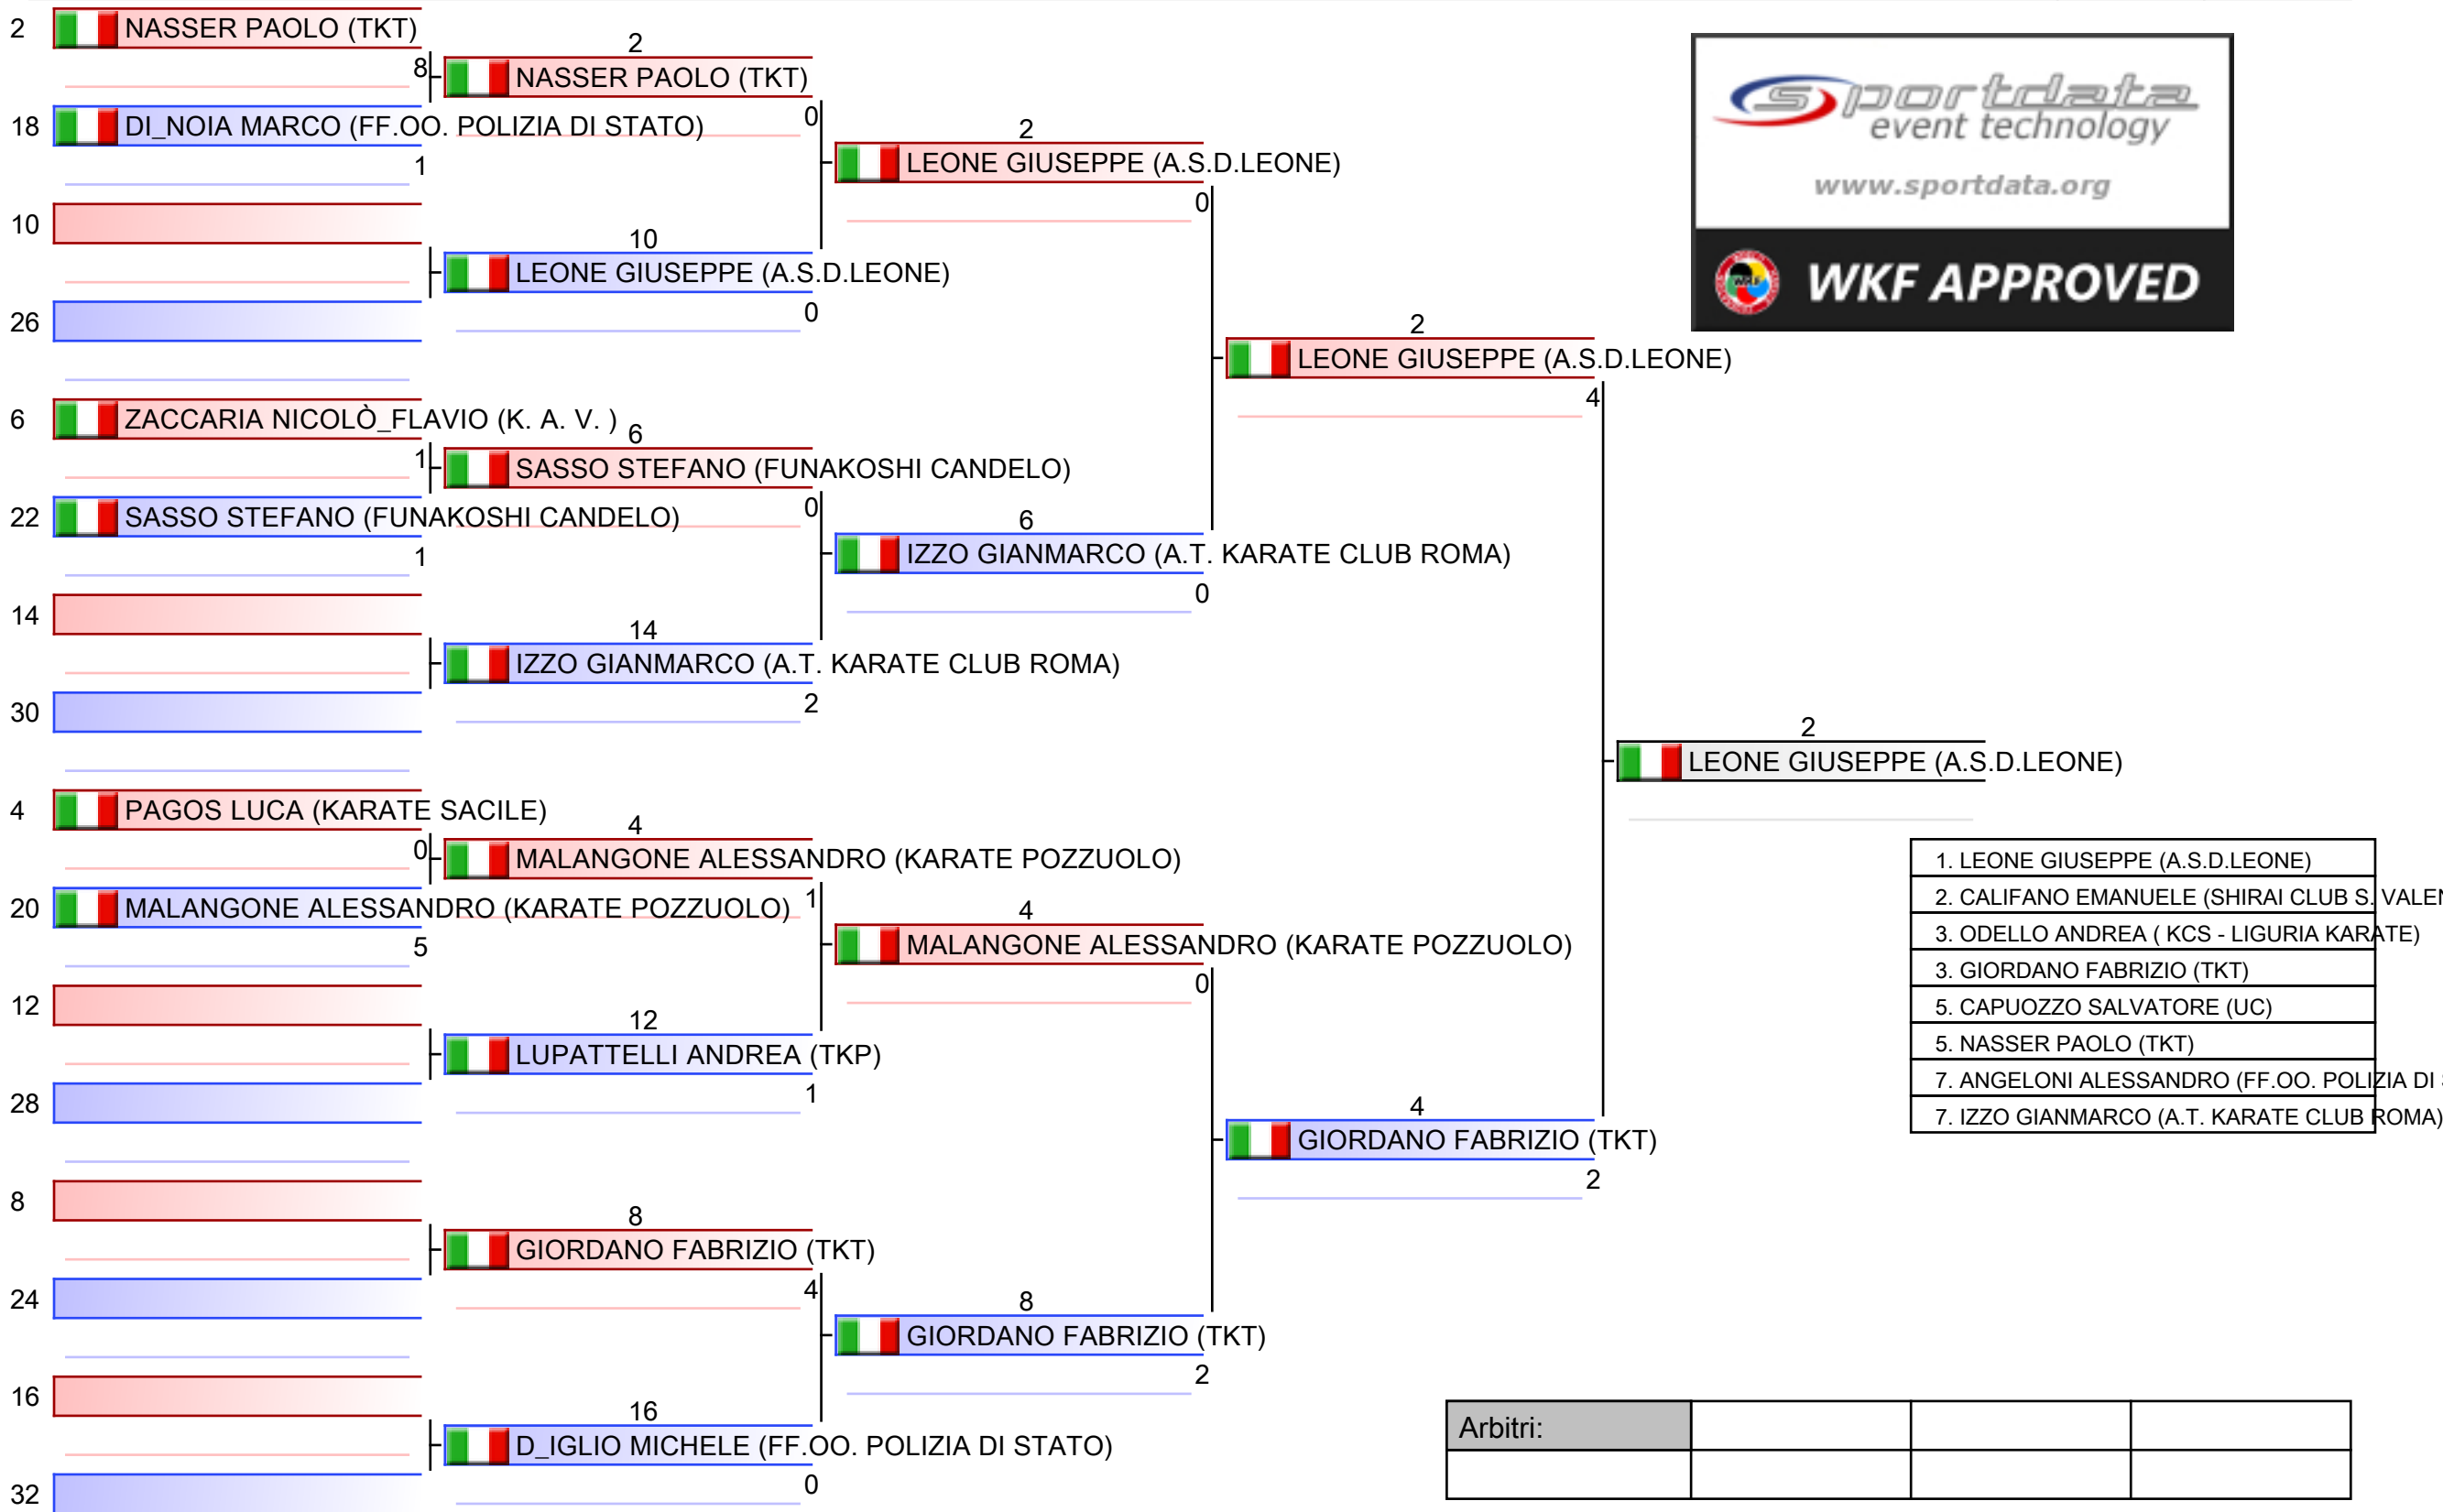 2 NASSER PAOLO (TKT)
2
8 NASSER PAOLO (TKT)
18 DI_NOIA MARCO (FF.OO. POLIZIA DI STATO)
0
1
2
LEONE GIUSEPPE (A.S.D.LEONE)
0
10
10
LEONE GIUSEPPE (A.S.D.LEONE)
0
26
2
LEONE GIUSEPPE (A.S.D.LEONE)
4
6 ZACCARIA NICOLÒ_FLAVIO (K. A. V. )
6
1 SASSO STEFANO (FUNAKOSHI CANDELO)
22 SASSO STEFANO (FUNAKOSHI CANDELO)
0
1
6
IZZO GIANMARCO (A.T. KARATE CLUB ROMA)
0
14
14
IZZO GIANMARCO (A.T. KARATE CLUB ROMA)
2
30
2
LEONE GIUSEPPE (A.S.D.LEONE)
4 PAGOS LUCA (KARATE SACILE)
4
0 MALANGONE ALESSANDRO (KARATE POZZUOLO)
20 MALANGONE ALESSANDRO (KARATE POZZUOLO)
1
5
4
MALANGONE ALESSANDRO (KARATE POZZUOLO)
0
12
12
LUPATTELLI ANDREA (TKP)
1
28
4
GIORDANO FABRIZIO (TKT)
2
8
8
GIORDANO FABRIZIO (TKT)
4
24
8
GIORDANO FABRIZIO (TKT)
2
16
16
D_IGLIO MICHELE (FF.OO. POLIZIA DI STATO)
0
32
sportdata
event technology
www.sportdata.org
WKF
WKF APPROVED
1. LEONE GIUSEPPE (A.S.D.LEONE)
2. CALIFANO EMANUELE (SHIRAI CLUB S. VALEN
3. ODELLO ANDREA ( KCS - LIGURIA KARATE)
3. GIORDANO FABRIZIO (TKT)
5. CAPUOZZO SALVATORE (UC)
5. NASSER PAOLO (TKT)
7. ANGELONI ALESSANDRO (FF.OO. POLIZIA DI
7. IZZO GIANMARCO (A.T. KARATE CLUB ROMA)
Arbitri: